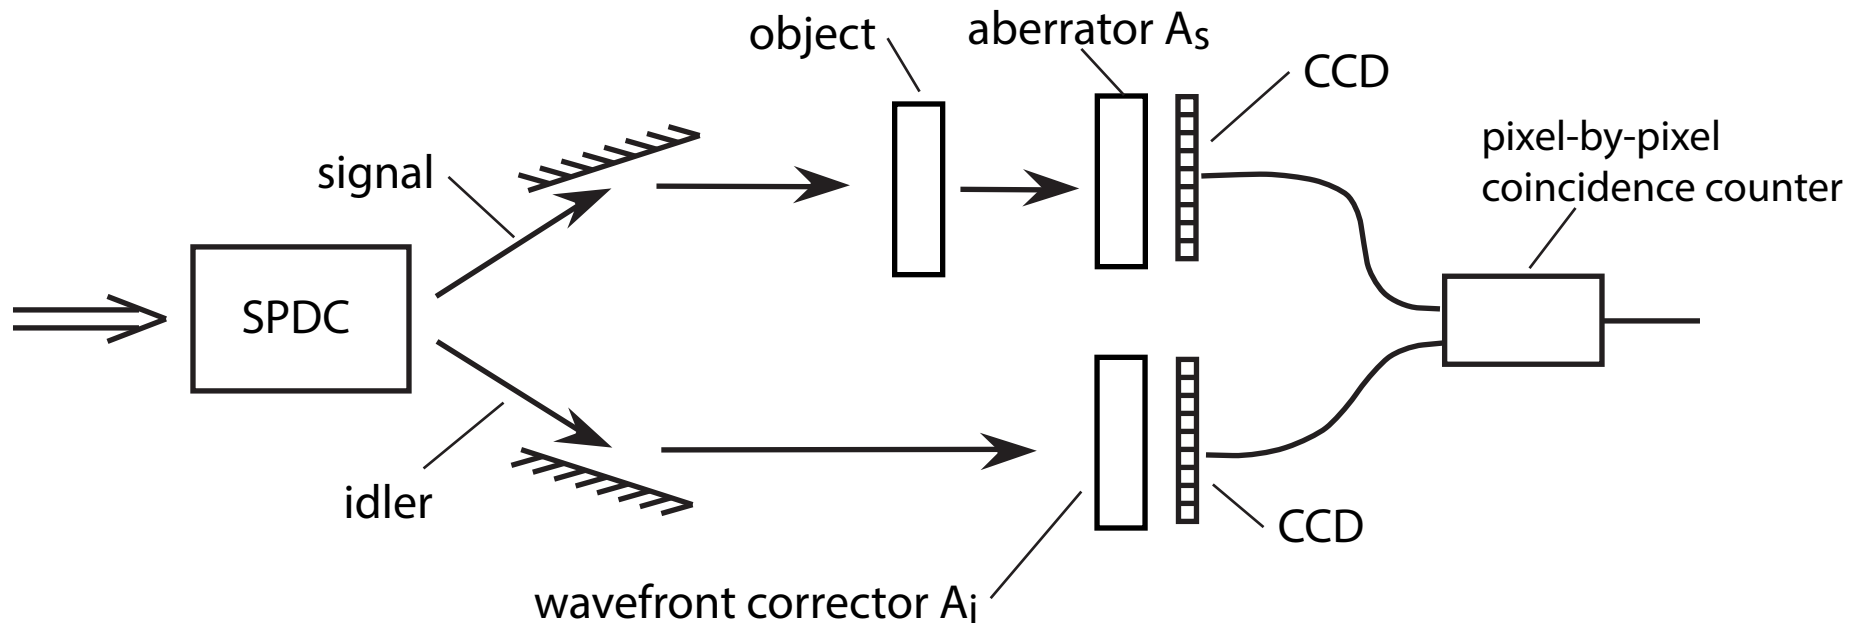 object
aberrator As
CCD
pixel-by-pixel
coincidence counter
signal
SPDC
idler
CCD
wavefront corrector Ai